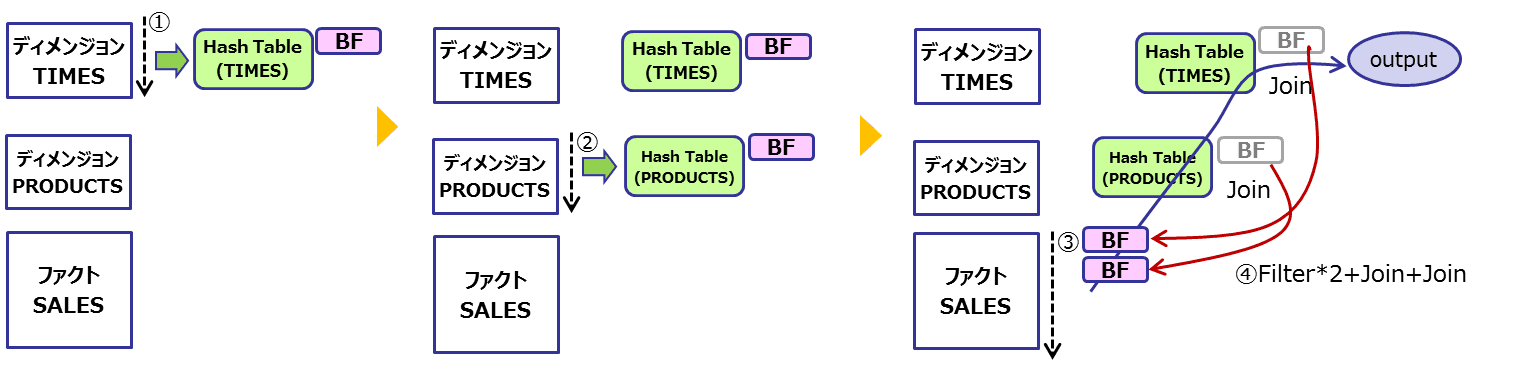 ①
ディメンジョン
TIMES
Hash Table
(TIMES)
BF
ディメンジョン
PRODUCTS
ファクト
SALES
ディメンジョン
TIMES
Hash Table
(TIMES)
BF
②
ディメンジョン
PRODUCTS
Hash Table
(PRODUCTS)
BF
ファクト
SALES
ディメンジョン
TIMES
Hash Table
(TIMES)
BF
Join
output
ディメンジョン
PRODUCTS
Hash Table
(PRODUCTS)
BF
Join
ファクト
SALES
③
BF
BF
④Filter*2+Join+Join